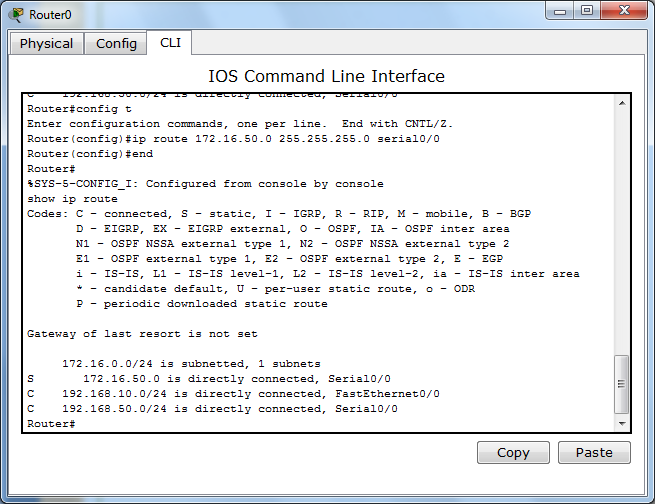 Router0
Physical Config CLI
IOS Command Line Interface
C    192.168.50.0/24 is directly connected, Serial0/0
Router#config t
Enter configuration commands, one per line.  End with CNTL/Z.
Router(config)#ip route 172.16.50.0 255.255.255.0 serial0/0
Router(config)#end
Router#
%SYS-5-CONFIG_I: Configured from console by console
show ip route
Codes: C - connected, S - static, I - IGRP, R - RIP, M - mobile, B - BGP
       D - EIGRP, EX - EIGRP external, O - OSPF, IA - OSPF inter area
       N1 - OSPF NSSA external type 1, N2 - OSPF NSSA external type 2
       E1 - OSPF external type 1, E2 - OSPF external type 2, E - EGP
       i - IS-IS, L1 - IS-IS level-1, L2 - IS-IS level-2, ia - IS-IS inter area
       * - candidate default, U - per-user static route, o - ODR
       P - periodic downloaded static route
Gateway of last resort is not set
     172.16.0.0/24 is subnetted, 1 subnets
S       172.16.50.0 is directly connected, Serial0/0
C    192.168.10.0/24 is directly connected, FastEthernet0/0
C    192.168.50.0/24 is directly connected, Serial0/0
Router#
Copy Paste